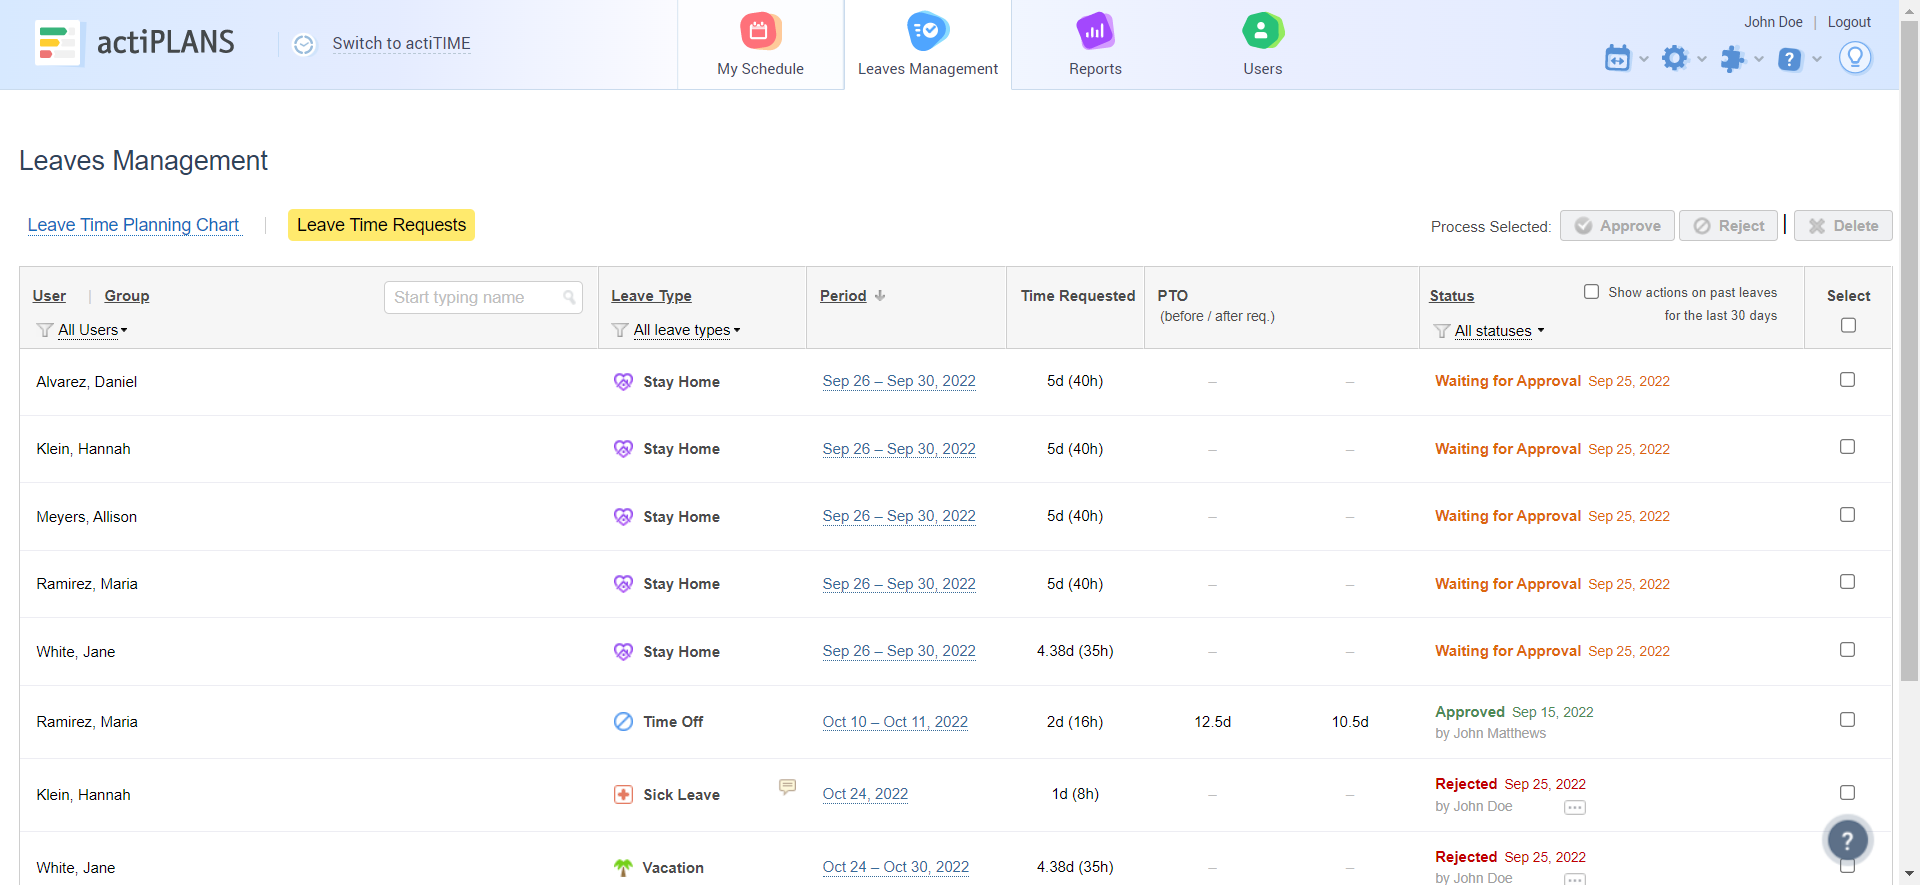 actiPLANS
Switch to actiTIME
My Schedule
Leaves Management
Reports
Users
John Doe | Logout
Leaves Management
Leave Time Planning Chart
Leave Time Requests
Process Selected: Approve Reject Delete
User | Group
Start typing name
Leave Type
Period
Time Requested
PTO
(before / after req.)
Status
Show actions on past leaves
for the last 30 days
Select
All Users
All leave types
All statuses
Alvarez, Daniel Stay Home Sep 26 – Sep 30, 2022 5d (40h) – – Waiting for Approval Sep 25, 2022
Klein, Hannah Stay Home Sep 26 – Sep 30, 2022 5d (40h) – – Waiting for Approval Sep 25, 2022
Meyers, Allison Stay Home Sep 26 – Sep 30, 2022 5d (40h) – – Waiting for Approval Sep 25, 2022
Ramirez, Maria Stay Home Sep 26 – Sep 30, 2022 5d (40h) – – Waiting for Approval Sep 25, 2022
White, Jane Stay Home Sep 26 – Sep 30, 2022 4.38d (35h) – – Waiting for Approval Sep 25, 2022
Ramirez, Maria Time Off Oct 10 – Oct 11, 2022 2d (16h) 12.5d 10.5d Approved Sep 15, 2022
by John Matthews
Klein, Hannah Sick Leave Oct 24, 2022 1d (8h) – – Rejected Sep 25, 2022
by John Doe
White, Jane Vacation Oct 24 – Oct 30, 2022 4.38d (35h) – – Rejected Sep 25, 2022
by John Doe
?